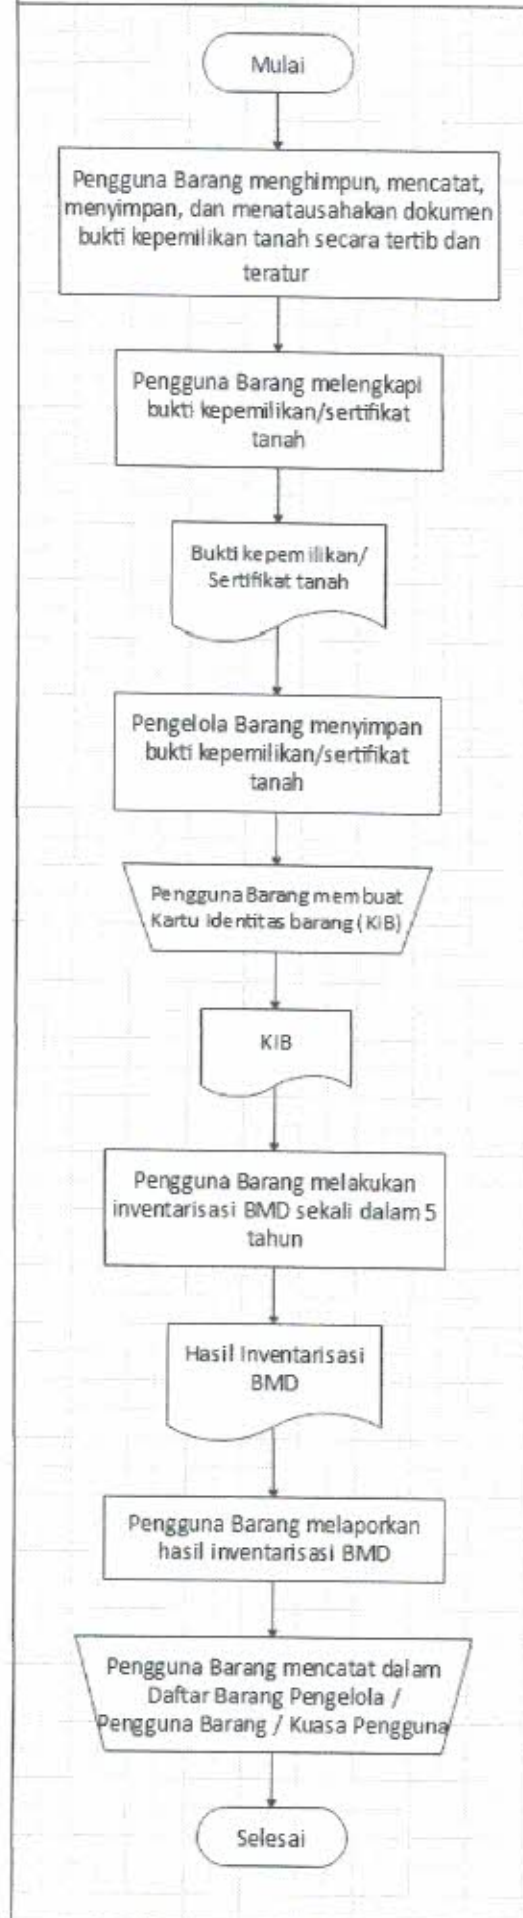 Mulai
Pengguna Barang menghimpun, mencatat,
menyimpan, dan menatausahakan dokumen
bukti kepemilikan tanah secara tertib dan
teratur
Pengguna Barang melengkapi
bukti kepemilikan/sertifikat
tanah
Bukti kepemilikan/
Sertifikat tanah
Pengelola Barang menyimpan
bukti kepemilikan/sertifikat
tanah
Pengguna Barang membuat
Kartu Identitas barang (KIB)
KIB
Pengguna Barang melakukan
inventarisasi BMD sekali dalam 5
tahun
Hasil Inventarisasi
BMD
Pengguna Barang melaporkan
hasil inventarisasi BMD
Pengguna Barang mencatat dalam
Daftar Barang Pengelola /
Pengguna Barang / Kuasa Pengguna
Selesai